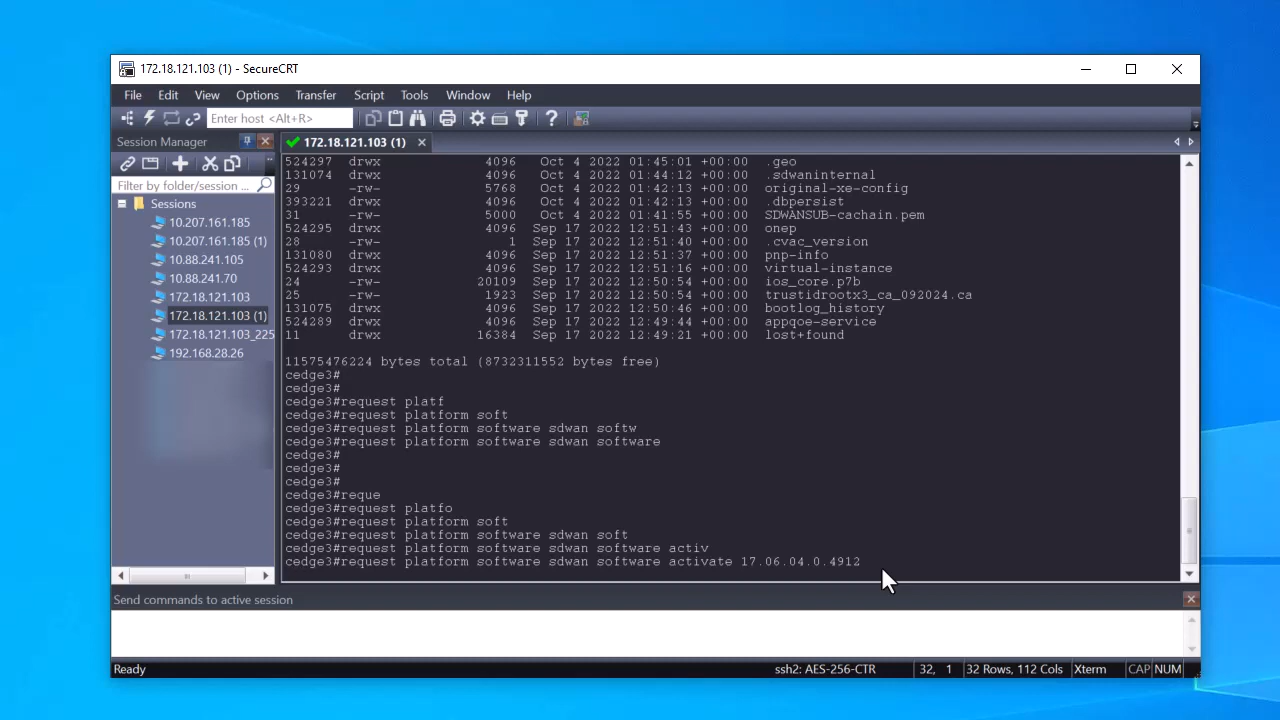 172.18.121.103 (1) - SecureCRT
File Edit View Options Transfer Script Tools Window Help
Enter host <Alt+R>
Session Manager
172.18.121.103 (1)
Filter by folder/session ...
Sessions
10.207.161.185
10.207.161.185 (1)
10.88.241.105
10.88.241.70
172.18.121.103
172.18.121.103 (1)
172.18.121.103_225
192.168.28.26
524297 drwx 4096 Oct 4 2022 01:45:01 +00:00 .geo
131074 drwx 4096 Oct 4 2022 01:44:12 +00:00 .sdwaninternal
29 -rw- 5768 Oct 4 2022 01:42:13 +00:00 original-xe-config
393221 drwx 4096 Oct 4 2022 01:42:13 +00:00 .dbpersist
31 -rw- 5000 Oct 4 2022 01:41:55 +00:00 SDWANSUB-cachain.pem
524295 drwx 4096 Sep 17 2022 12:51:43 +00:00 onep
28 -rw- 1 Sep 17 2022 12:51:40 +00:00 .cvac_version
131080 drwx 4096 Sep 17 2022 12:51:37 +00:00 pnp-info
524293 drwx 4096 Sep 17 2022 12:51:16 +00:00 virtual-instance
24 -rw- 20109 Sep 17 2022 12:50:54 +00:00 ios_core.p7b
25 -rw- 1923 Sep 17 2022 12:50:54 +00:00 trustidrootx3_ca_092024.ca
131075 drwx 4096 Sep 17 2022 12:50:46 +00:00 bootlog_history
524289 drwx 4096 Sep 17 2022 12:49:44 +00:00 appqoe-service
11 drwx 16384 Sep 17 2022 12:49:21 +00:00 lost+found
11575476224 bytes total (8732311552 bytes free)
cedge3#
cedge3#
cedge3#request platf
cedge3#request platform soft
cedge3#request platform software sdwan softw
cedge3#request platform software sdwan software
cedge3#
cedge3#
cedge3#
cedge3#reque
cedge3#request platfo
cedge3#request platform soft
cedge3#request platform software sdwan soft
cedge3#request platform software sdwan software activ
cedge3#request platform software sdwan software activate 17.06.04.0.4912
Send commands to active session
Ready ssh2: AES-256-CTR 32, 1 32 Rows, 112 Cols Xterm CAP NUM